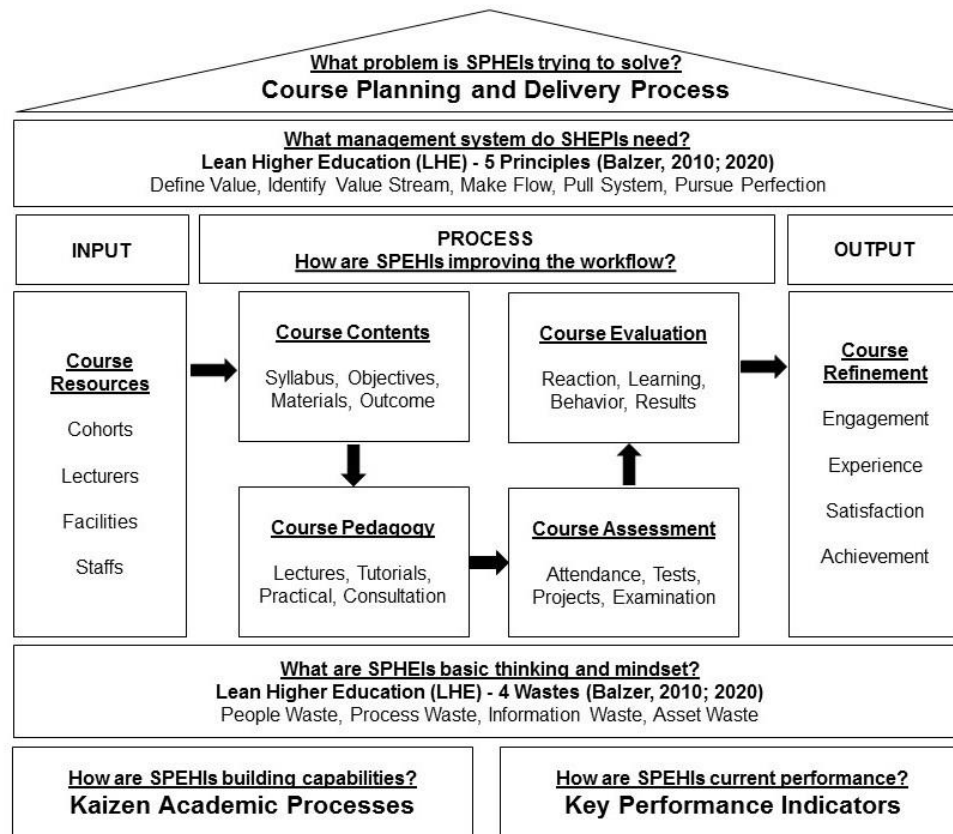 What problem is SPHEIs trying to solve?
Course Planning and Delivery Process
What management system do SHEPIs need?
Lean Higher Education (LHE) - 5 Principles (Balzer, 2010; 2020)
Define Value, Identify Value Stream, Make Flow, Pull System, Pursue Perfection
INPUT
PROCESS
How are SPEHIs improving the workflow?
OUTPUT
Course
Resources
Cohorts
Lecturers
Facilities
Staffs
Course Contents
Syllabus, Objectives,
Materials, Outcome
Course Pedagogy
Lectures, Tutorials,
Practical, Consultation
Course Assessment
Attendance, Tests,
Projects, Examination
Course Evaluation
Reaction, Learning,
Behavior, Results
Course
Refinement
Engagement
Experience
Satisfaction
Achievement
What are SPHEIs basic thinking and mindset?
Lean Higher Education (LHE) - 4 Wastes (Balzer, 2010; 2020)
People Waste, Process Waste, Information Waste, Asset Waste
How are SPEHIs building capabilities?
Kaizen Academic Processes
How are SPEHIs current performance?
Key Performance Indicators